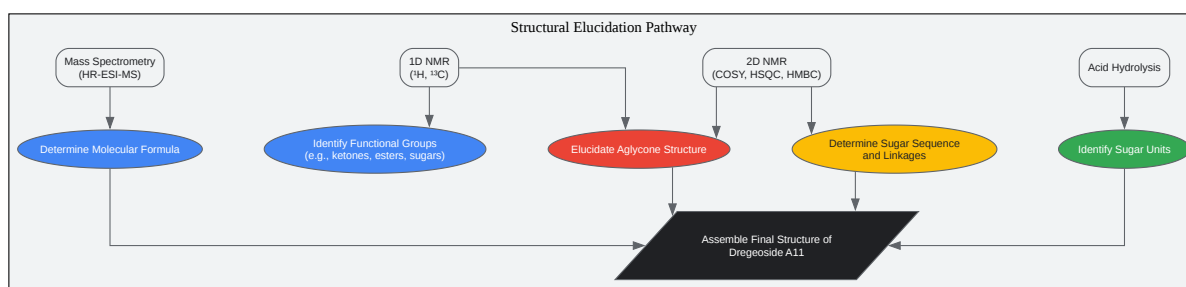 Structural Elucidation Pathway
Mass Spectrometry
(HR-ESI-MS)
1D NMR
(¹H, ¹³C)
2D NMR
(COSY, HSQC, HMBC)
Acid Hydrolysis
Determine Molecular Formula
Identify Functional Groups
(e.g., ketones, esters, sugars)
Elucidate Aglycone Structure
Determine Sugar Sequence
and Linkages
Identify Sugar Units
Assemble Final Structure of
Dregeoside A11